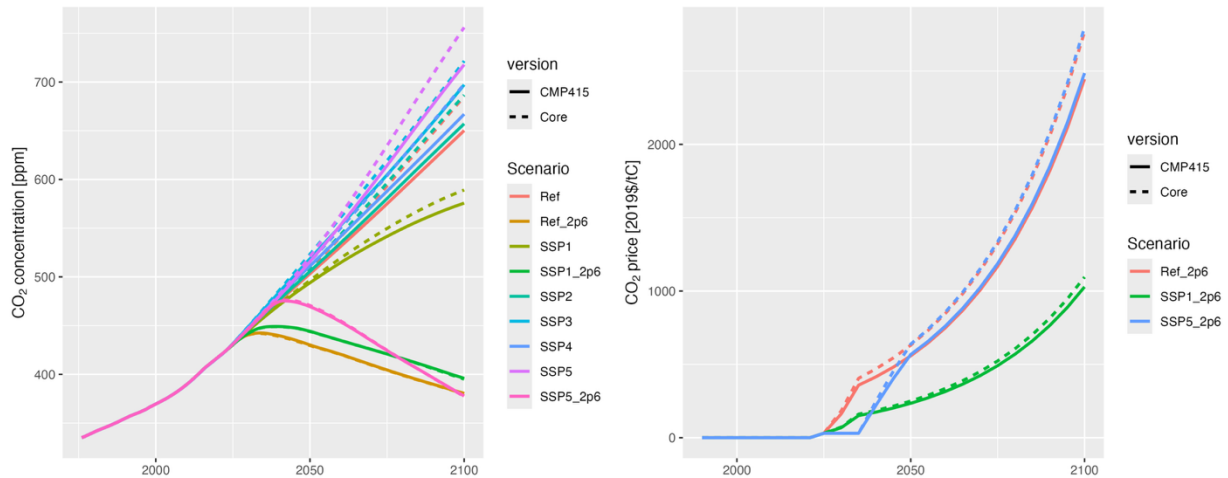 CO₂ concentration [ppm]
700
600
500
400
2000
2050
2100
version
CMP415
Core
Scenario
Ref
Ref_2p6
SSP1
SSP1_2p6
SSP2
SSP3
SSP4
SSP5
SSP5_2p6
CO₂ price [2019$/tC]
2000
1000
0
2000
2050
2100
version
CMP415
Core
Scenario
Ref_2p6
SSP1_2p6
SSP5_2p6